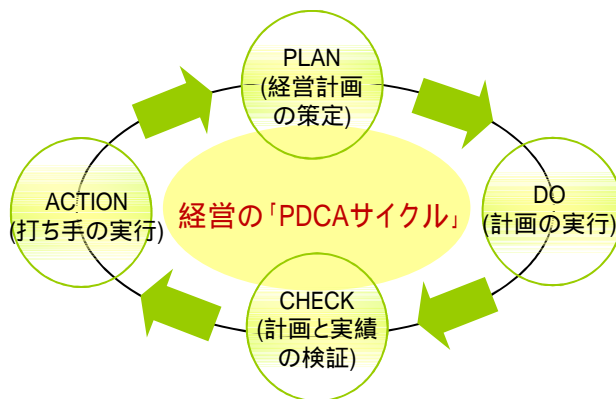 PLAN
(経営計画
の策定)
DO
(計画の実行)
CHECK
(計画と実績
の検証)
ACTION
(打ち手の実行)
経営の「PDCAサイクル」